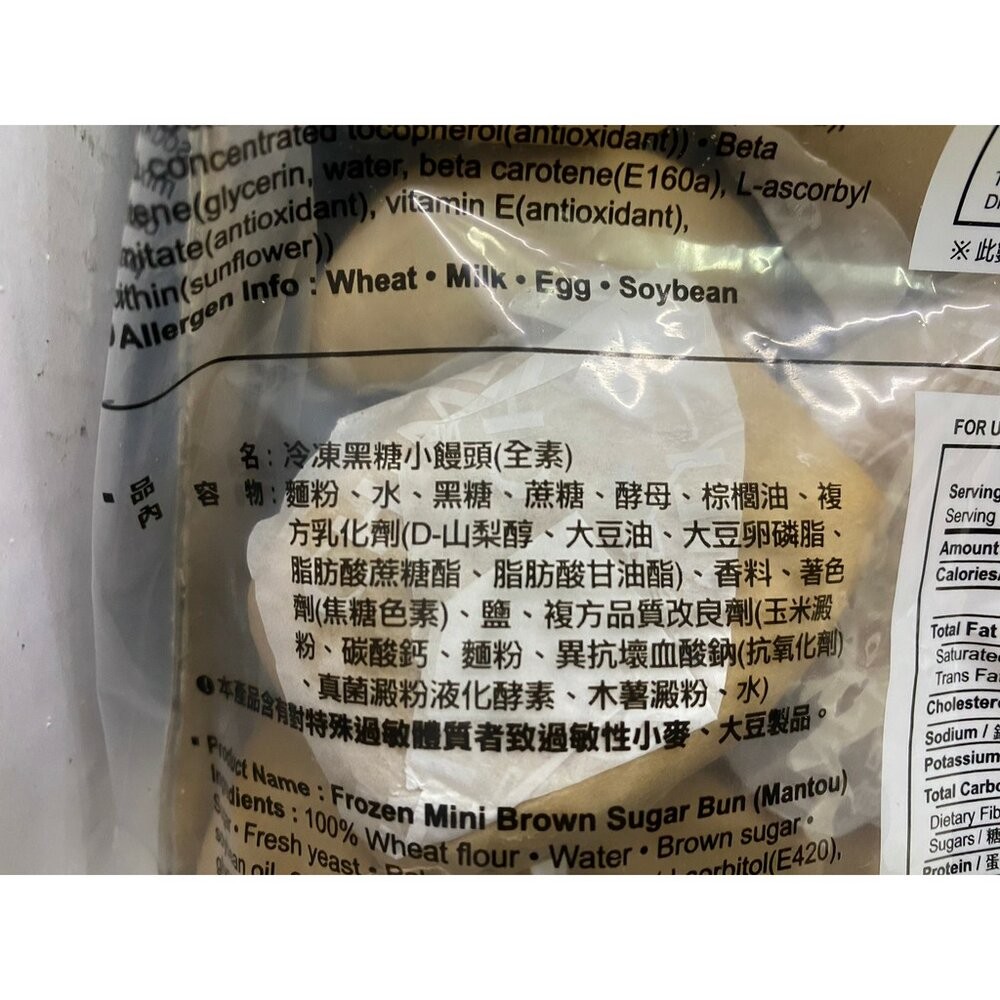 concentrated tocopherol(antioxidant)) • Beta
(glycerin, water, beta carotene(E160a), L-ascorbyl
(antioxidant), vitamin E(antioxidant),
(sunflower))
Allergen Info : Wheat • Milk • Egg • Soybean
※ 此
品 名: 冷凍黑糖小饅頭(全素)
內 容 物: 麵粉、水、黑糖、蔗糖、酵母、棕櫚油、複
方乳化劑(D-山梨醇、大豆油、大豆卵磷脂、
脂肪酸蔗糖酯、脂肪酸甘油酯)、香料、著色
劑(焦糖色素)、鹽、複方品質改良劑(玉米澱
粉、碳酸鈣、麵粉、異抗壞血酸鈉(抗氧化劑)
、真菌澱粉液化酵素、木薯澱粉、水)
本產品含有對特殊過敏體質者致過敏性小麥、大豆製品。
Product Name : Frozen Mini Brown Sugar Bun (Mantou)
Ingredients : 100% Wheat flour • Water • Brown sugar •
• Fresh yeast •
oil, (E420),
FOR
Serving
Serving
Amount
Calories
Total Fat
Saturated
Trans Fa
Cholester
Sodium /
Potassium
Total Carbo
Dietary Fib
Sugars / 糖
Protein / 蛋